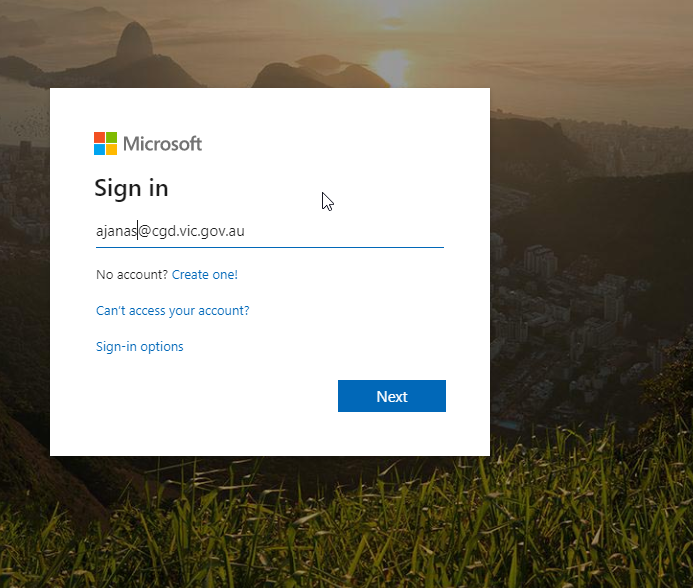 Microsoft
Sign in
ajanas@cgd.vic.gov.au
No account? Create one!
Can't access your account?
Sign-in options
Next